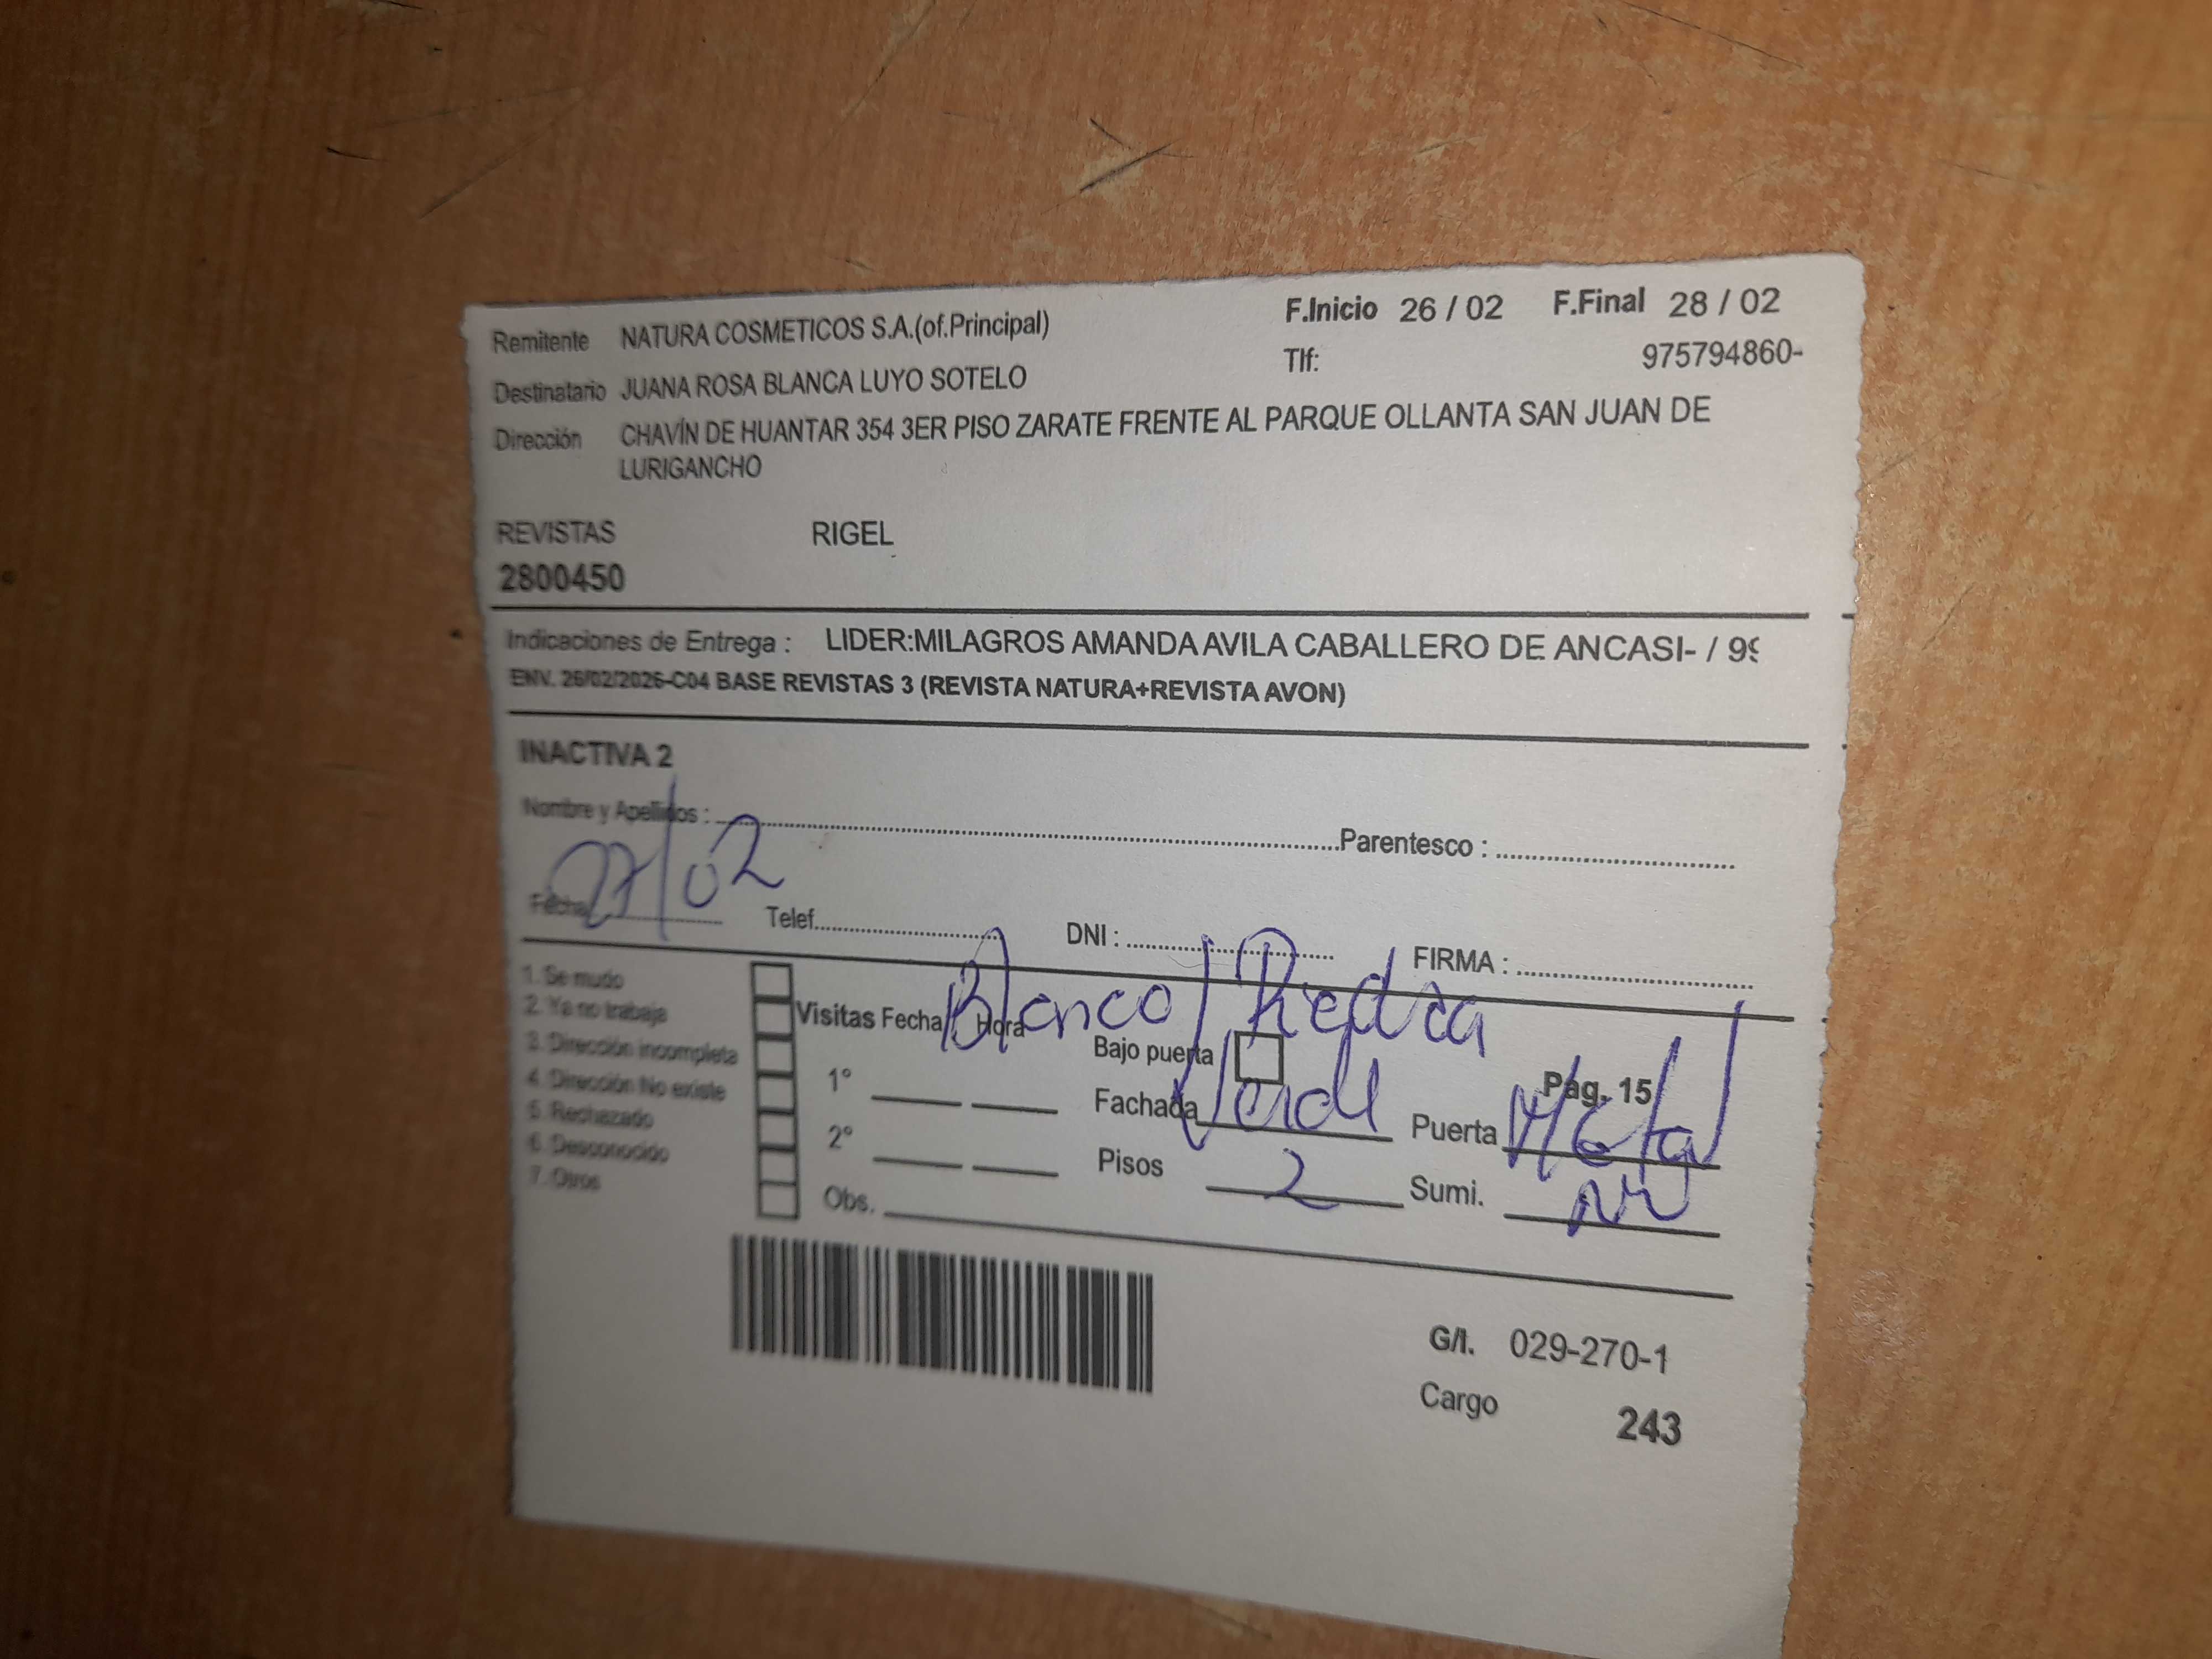 Remitente NATURA COSMETICOS S.A.(of.Principal) F.Inicio 26 / 02 F.Final 28 / 02
Tlf: 975794860-
Destinatario JUANA ROSA BLANCA LUYO SOTELO
Dirección CHAVÍN DE HUANTAR 354 3ER PISO ZARATE FRENTE AL PARQUE OLLANTA SAN JUAN DE
LURIGANCHO
REVISTAS RIGEL
2800450
Indicaciones de Entrega : LIDER:MILAGROS AMANDA AVILA CABALLERO DE ANCASI- / 99
ENV. 26/02/2026-C04 BASE REVISTAS 3 (REVISTA NATURA+REVISTA AVON)
INACTIVA 2
Nombre y Apellidos : Parentesco :
Fecha 27/02 Telef. DNI : FIRMA :
1. Se mudo
2. Ya no trabaja
3. Dirección incompleta
4. Dirección No existe
5. Rechazado
6. Desconocido
7. Otros
Visitas Fecha Hora Blanco/Piedra
Bajo puerta
Pag. 15
1° Fachada Verde Puerta Metal
2° Pisos 2 Sumi.
Obs.
G/I. 029-270-1
Cargo 243